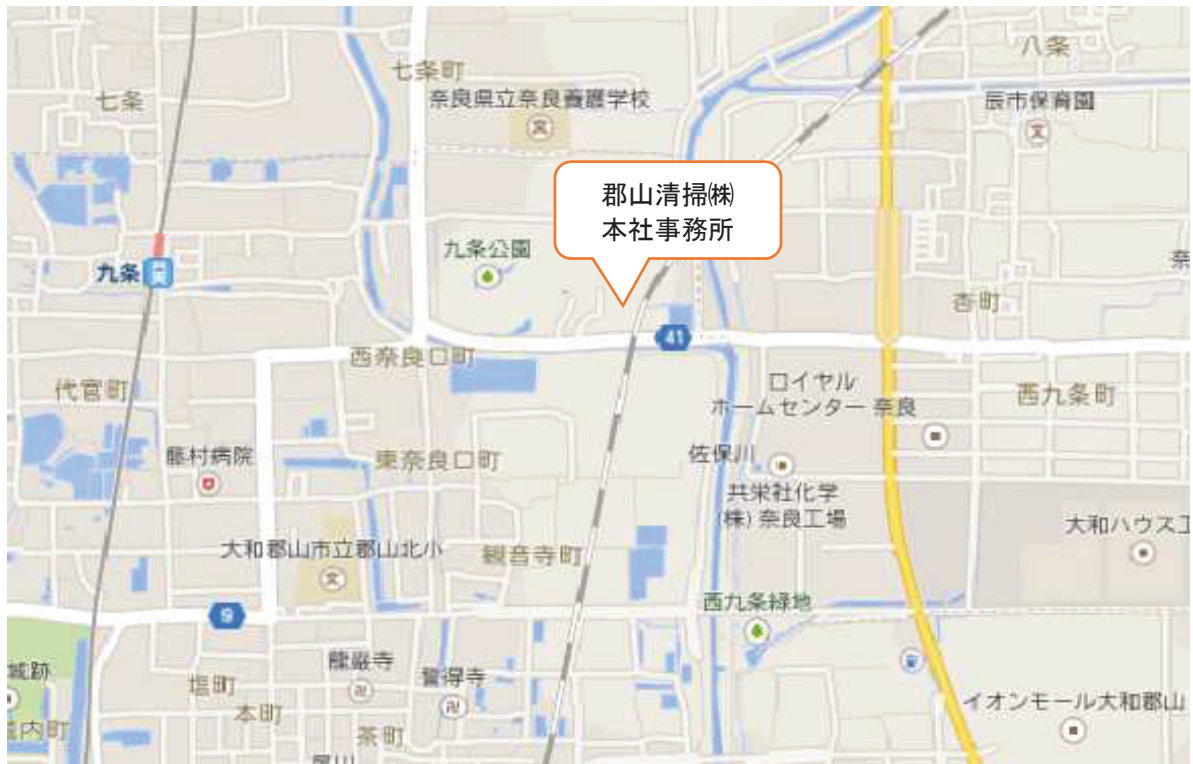 八条
七条町
七条
奈良県立奈良養護学校
辰市保育園
郡山清掃㈱
本社事務所
九条公園
奈
九条
杏町
41
西奈良口町
代官町
ロイヤル
ホームセンター 奈良
西九条町
藤村病院
東奈良口町
佐保川
共栄社化学
(株) 奈良工場
大和ハウス工
大和郡山市立郡山北小
観音寺町
西九条緑地
9
城跡
龍巌寺
誓得寺
塩町
本町
イオンモール大和郡山
内町
茶町